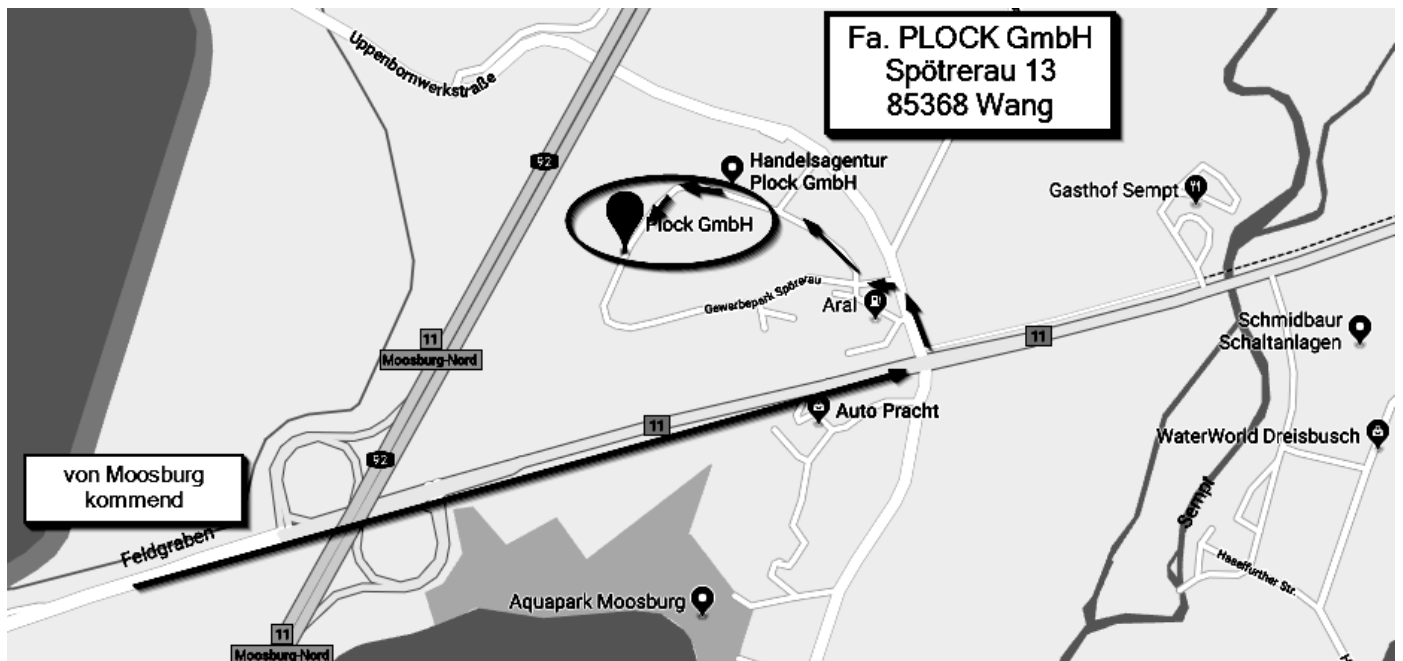 Fa. PLOCK GmbH
Spötrerau 13
85368 Wang
Uppenbornwerkstraße
92
Handelsagentur
Plock GmbH
Gasthof Sempt
Plock GmbH
Gewerbepark Spörerau
Aral
11
Moosburg-Nord
11
Schmidbaur
Schaltanlagen
11
Auto Pracht
WaterWorld Dreisbusch
92
von Moosburg
kommend
Feldgraben
Sempt
Haselfurther Str.
Aquapark Moosburg
11
Moosburg-Nord